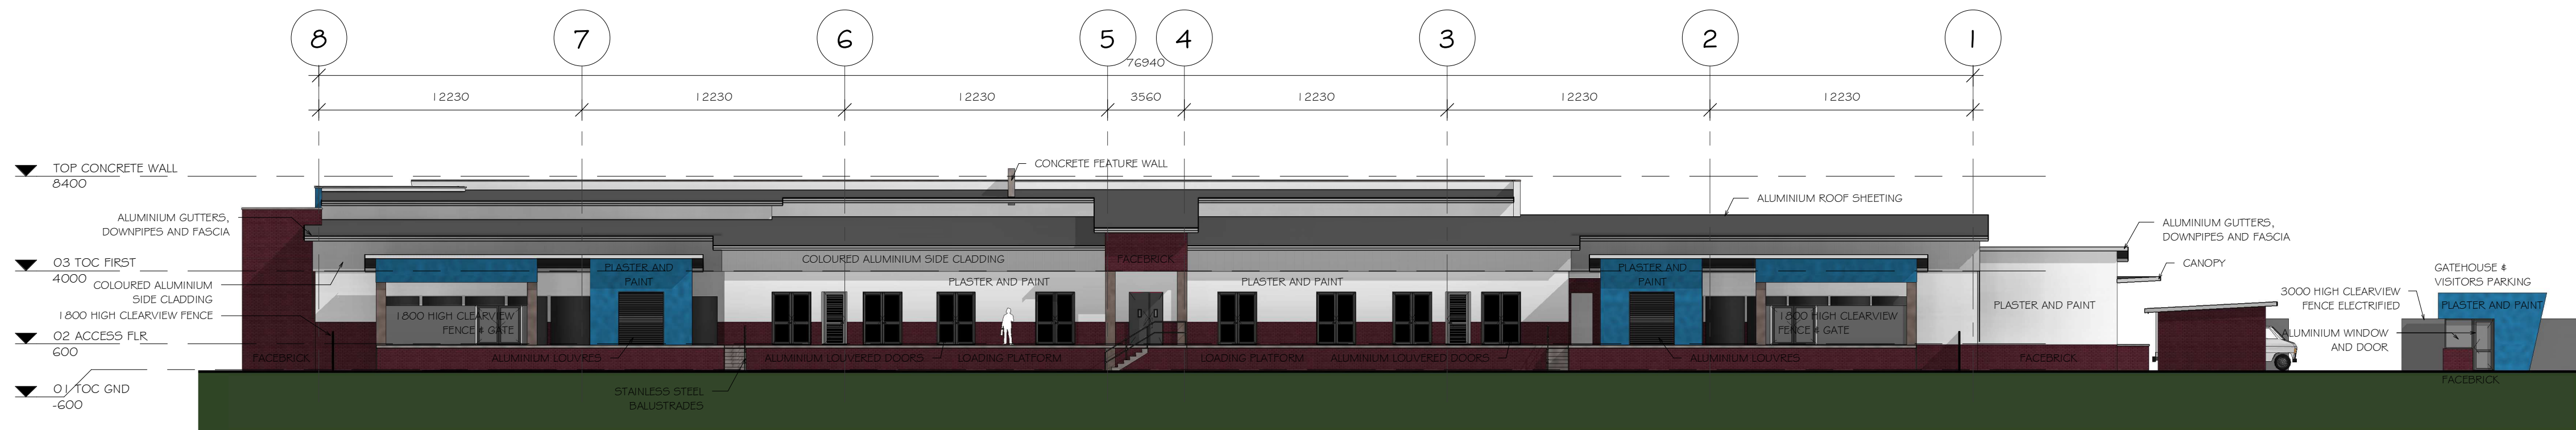 8
7
6
5
4
3
2
1
76940
12230
12230
12230
3560
12230
12230
12230
TOP CONCRETE WALL
8400
CONCRETE FEATURE WALL
ALUMINIUM ROOF SHEETING
ALUMINIUM GUTTERS,
DOWNPIPES AND FASCIA
ALUMINIUM GUTTERS,
DOWNPIPES AND FASCIA
03 TOC FIRST
4000
COLOURED ALUMINIUM
SIDE CLADDING
1800 HIGH CLEARVIEW FENCE
02 ACCESS FLR
600
01 TOC GND
-600
PLASTER AND
PAINT
COLOURED ALUMINIUM SIDE CLADDING
PLASTER AND PAINT
FACEBRICK
PLASTER AND PAINT
PLASTER AND
PAINT
CANOPY
GATEHOUSE &
VISITORS PARKING
3000 HIGH CLEARVIEW
FENCE ELECTRIFIED
PLASTER AND PAINT
PLASTER AND PAINT
1800 HIGH CLEARVIEW
FENCE & GATE
1800 HIGH CLEARVIEW
FENCE & GATE
ALUMINIUM WINDOW
AND DOOR
FACEBRICK
ALUMINIUM LOUVRES
ALUMINIUM LOUVERED DOORS
LOADING PLATFORM
LOADING PLATFORM
ALUMINIUM LOUVERED DOORS
ALUMINIUM LOUVRES
FACEBRICK
FACEBRICK
STAINLESS STEEL
BALUSTRADES